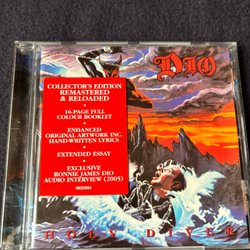 DIO
COLLECTOR'S EDITION
REMASTERED
& RELOADED
•
16-PAGE FULL
COLOUR BOOKLET
•
ENHANCED
ORIGINAL ARTWORK INC.
HAND-WRITTEN LYRICS
•
EXTENDED ESSAY
•
EXCLUSIVE
RONNIE JAMES DIO
AUDIO INTERVIEW (2005)
HOLY DIVER